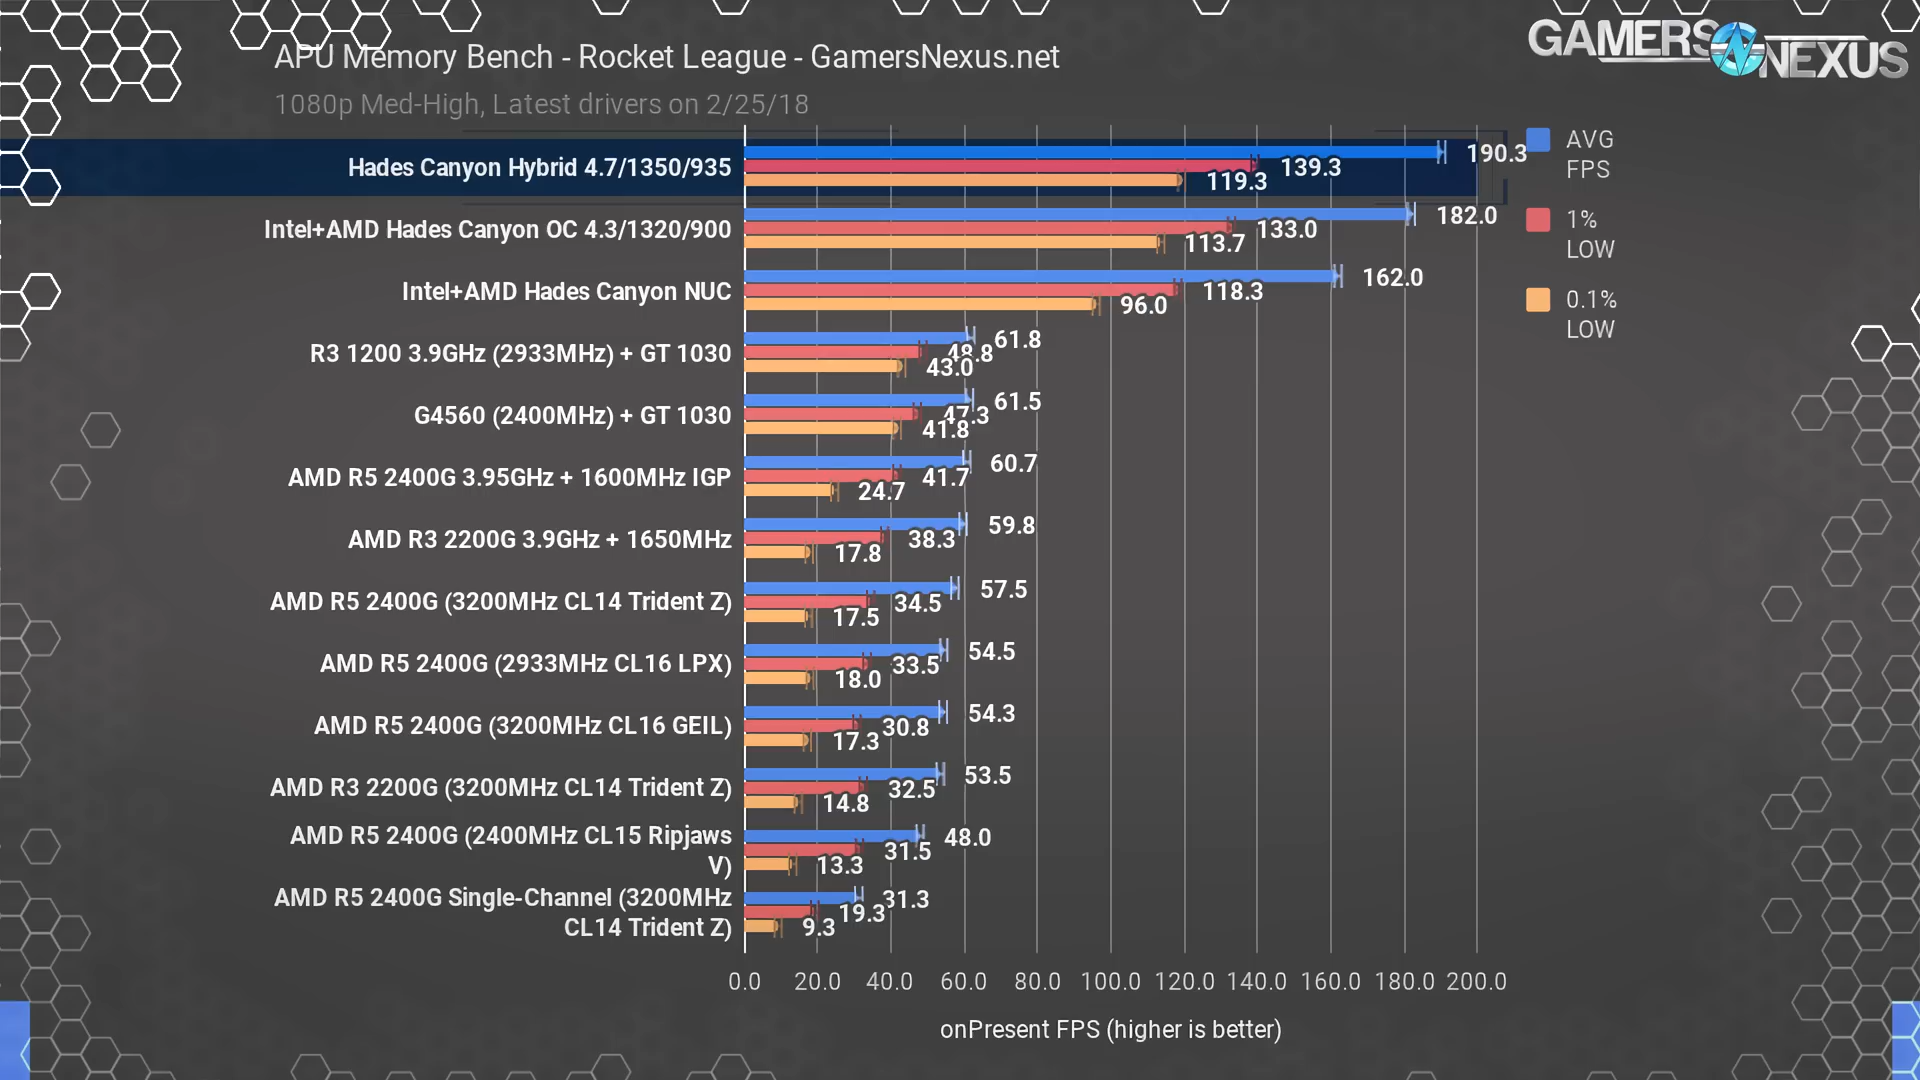 GAMERS NEXUS
APU Memory Bench - Rocket League - GamersNexus.net
1080p Med-High, Latest drivers on 2/25/18
AVG
FPS
1%
LOW
0.1%
LOW
Hades Canyon Hybrid 4.7/1350/935
190.3
139.3
119.3
Intel+AMD Hades Canyon OC 4.3/1320/900
182.0
133.0
113.7
Intel+AMD Hades Canyon NUC
162.0
118.3
96.0
R3 1200 3.9GHz (2933MHz) + GT 1030
61.8
48.8
43.0
G4560 (2400MHz) + GT 1030
61.5
47.3
41.8
AMD R5 2400G 3.95GHz + 1600MHz IGP
60.7
41.7
24.7
AMD R3 2200G 3.9GHz + 1650MHz
59.8
38.3
17.8
AMD R5 2400G (3200MHz CL14 Trident Z)
57.5
34.5
17.5
AMD R5 2400G (2933MHz CL16 LPX)
54.5
33.5
18.0
AMD R5 2400G (3200MHz CL16 GEIL)
54.3
30.8
17.3
AMD R3 2200G (3200MHz CL14 Trident Z)
53.5
32.5
14.8
AMD R5 2400G (2400MHz CL15 Ripjaws
V)
48.0
31.5
13.3
AMD R5 2400G Single-Channel (3200MHz
CL14 Trident Z)
31.3
19.3
9.3
0.0 20.0 40.0 60.0 80.0 100.0 120.0 140.0 160.0 180.0 200.0
onPresent FPS (higher is better)